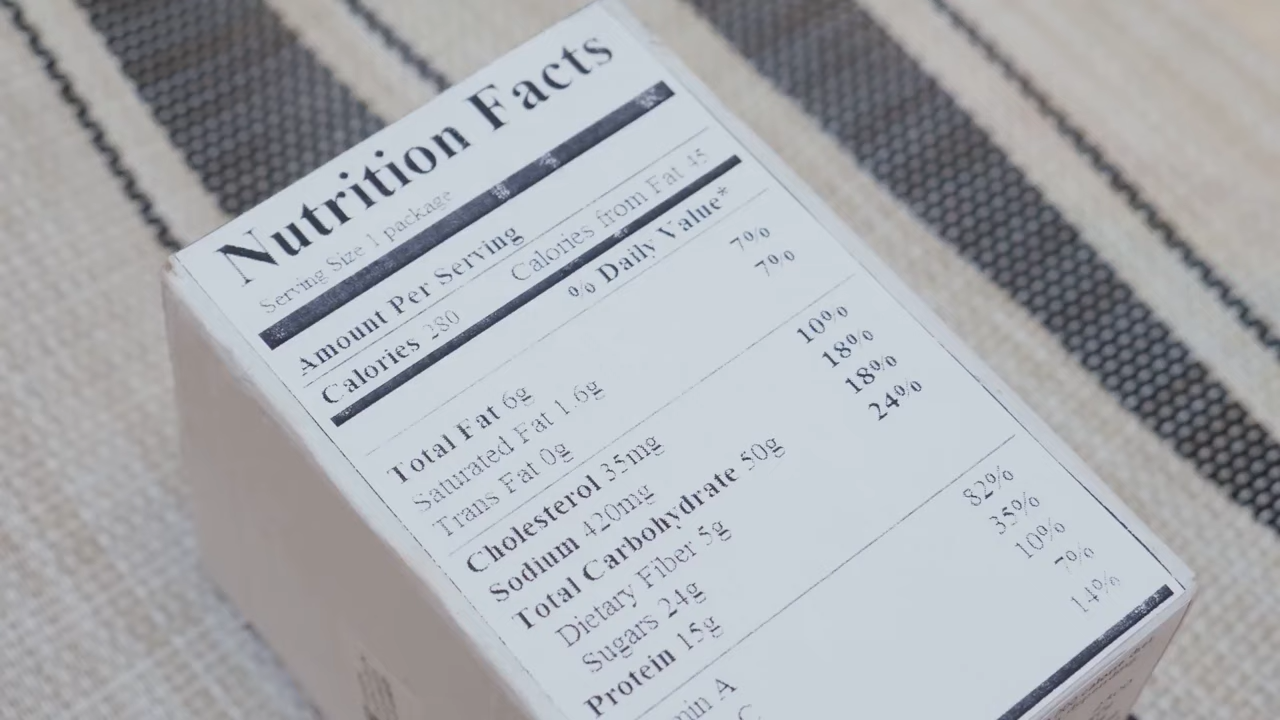 Nutrition Facts
Serving Size 1 package
Amount Per Serving
Calories 280 Calories from Fat 45
% Daily Value*
Total Fat 6g 7%
Saturated Fat 1.6g 7%
Trans Fat 0g
Cholesterol 35mg 10%
Sodium 420mg 18%
Total Carbohydrate 50g 18%
Dietary Fiber 5g 24%
Sugars 24g
Protein 15g
min A 82%
C 35%
10%
7%
14%